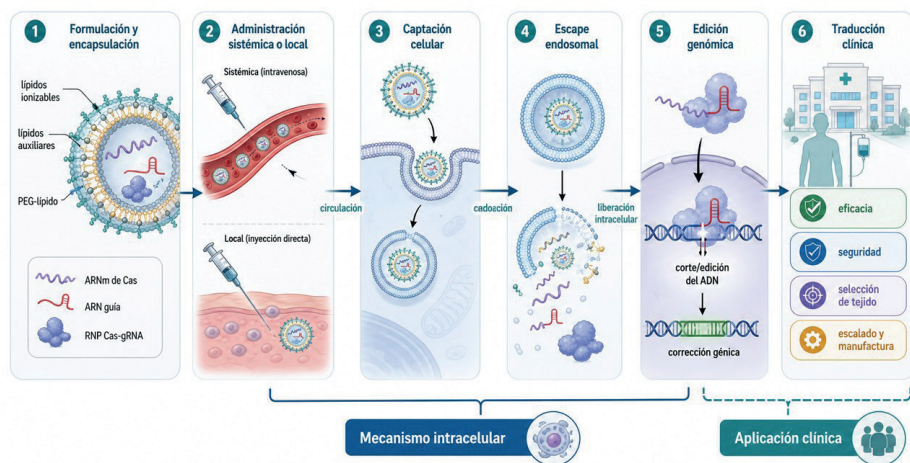 1
Formulación y
encapsulación
lípidos
ionizables
lípidos
auxiliares
PEG-lípido
ARNm de Cas
ARN guía
RNP Cas-gRNA
2
Administración
sistémica o local
Sistémica (intravenosa)
Local (inyección directa)
circulación
3
Captación
celular
4
Escape
endosomal
liberación
intracelular
5
Edición
genómica
corte/edición
del ADN
corrección génica
6
Traducción
clínica
eficacia
seguridad
selección
de tejido
escalado y
manufactura
Mecanismo intracelular
Aplicación clínica